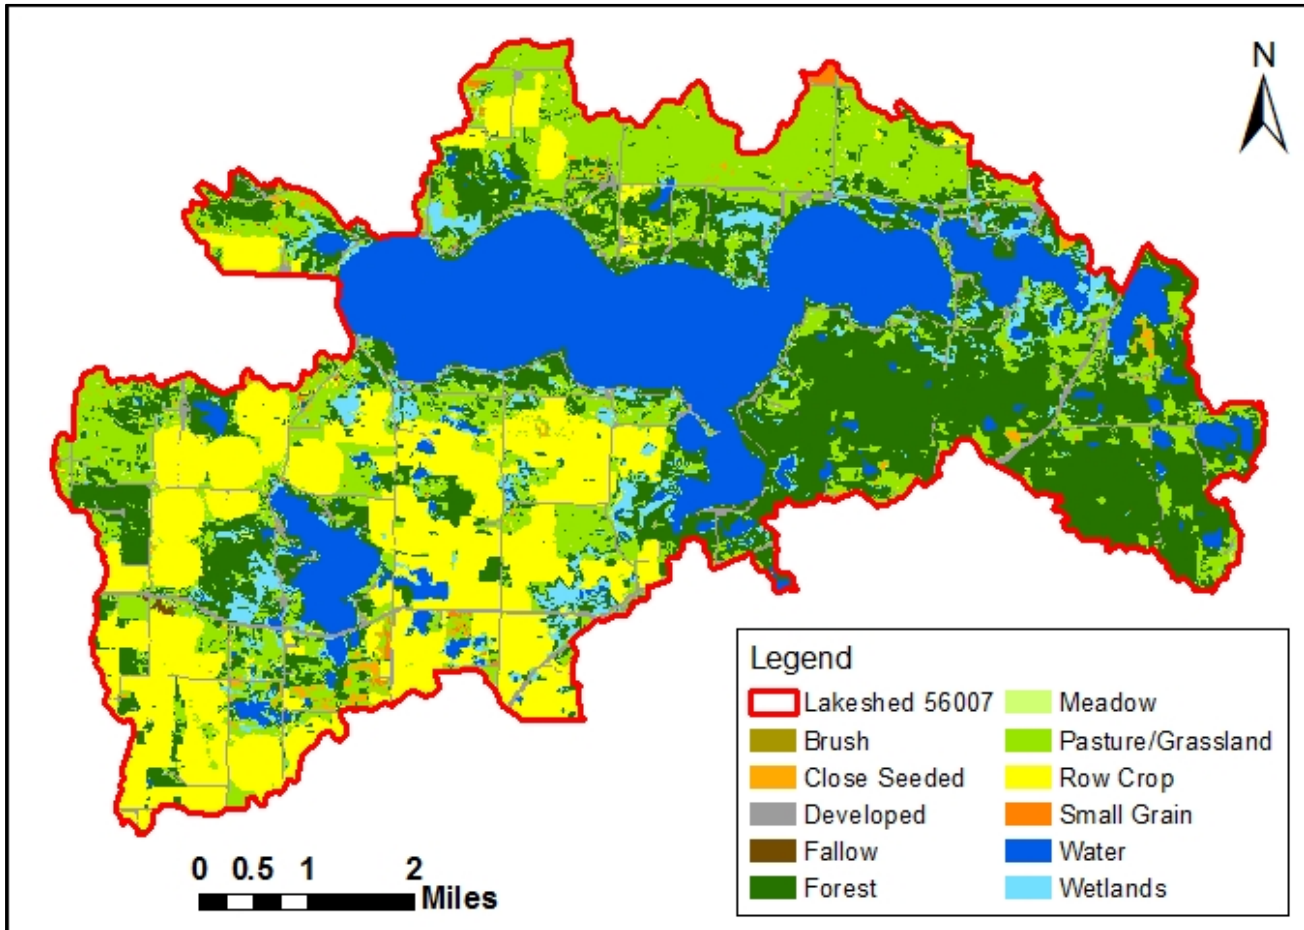 N
Legend
Lakeshed 56007
Meadow
Brush
Pasture/Grassland
Close Seeded
Row Crop
Developed
Small Grain
Fallow
Water
Forest
Wetlands
0 0.5 1 2
Miles